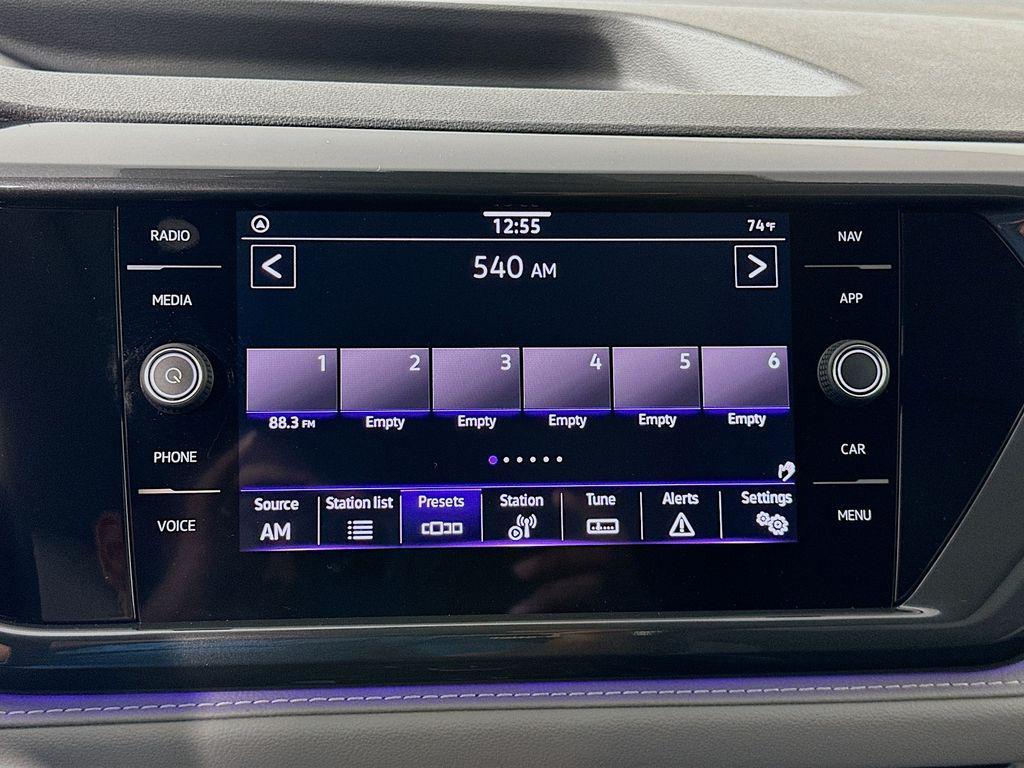 RADIO
MEDIA
PHONE
VOICE
12:55
74°F
540 AM
1 2 3 4 5 6
88.3 FM Empty Empty Empty Empty Empty
Source Station list Presets Station Tune Alerts Settings
AM
NAV
APP
CAR
MENU